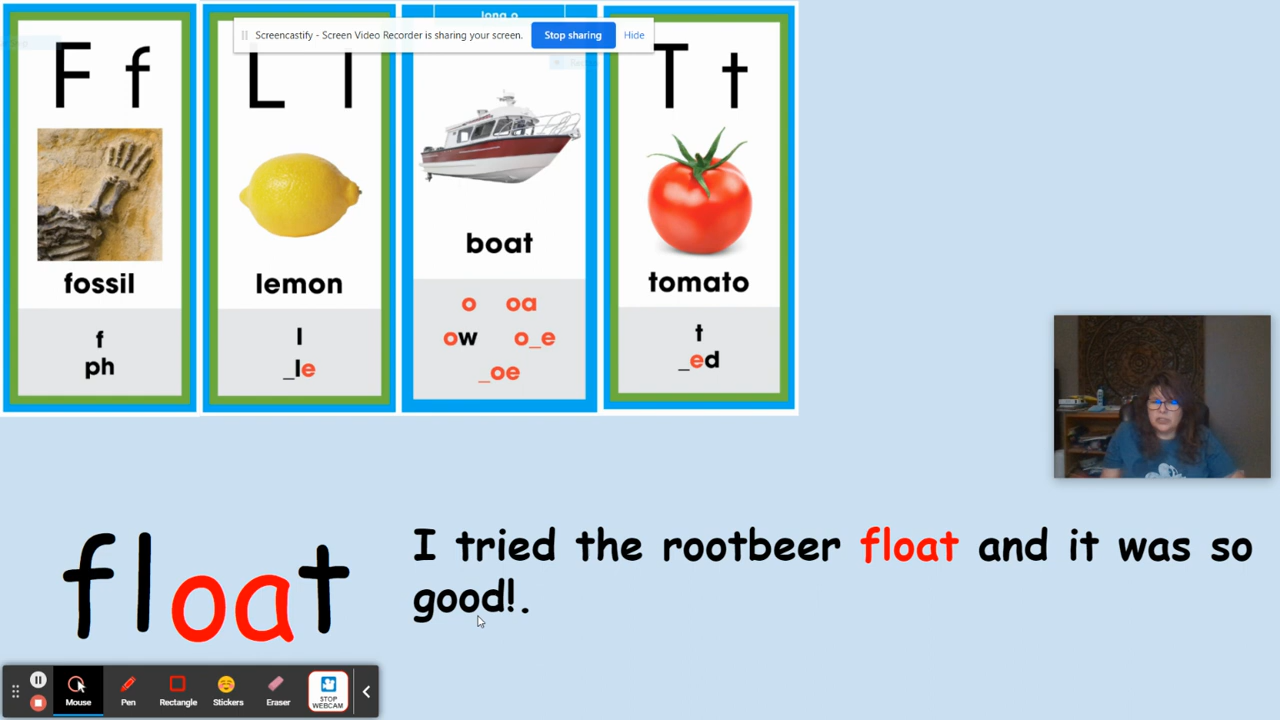 long o
Screencastify - Screen Video Recorder is sharing your screen.
Stop sharing
Hide
F f
L l
T t
fossil
lemon
boat
tomato
f
ph
l
_le
o oa
ow o_e
_oe
t
_ed
float
I tried the rootbeer float and it was so
good!.
Mouse
Pen
Rectangle
Stickers
Eraser
STOP
WEBCAM